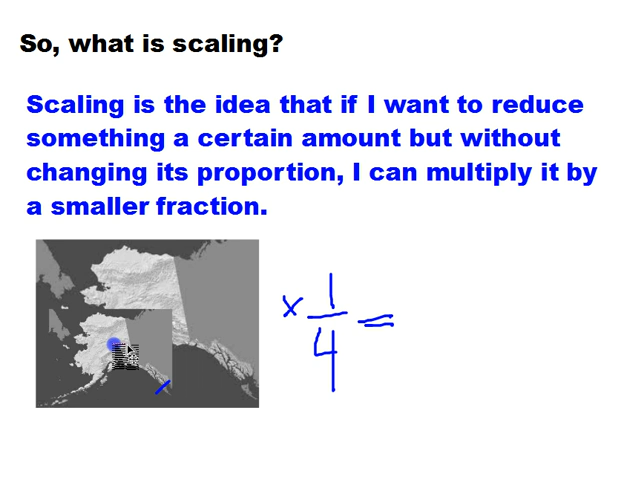 So, what is scaling?
Scaling is the idea that if I want to reduce
something a certain amount but without
changing its proportion, I can multiply it by
a smaller fraction.
× 1/4 =